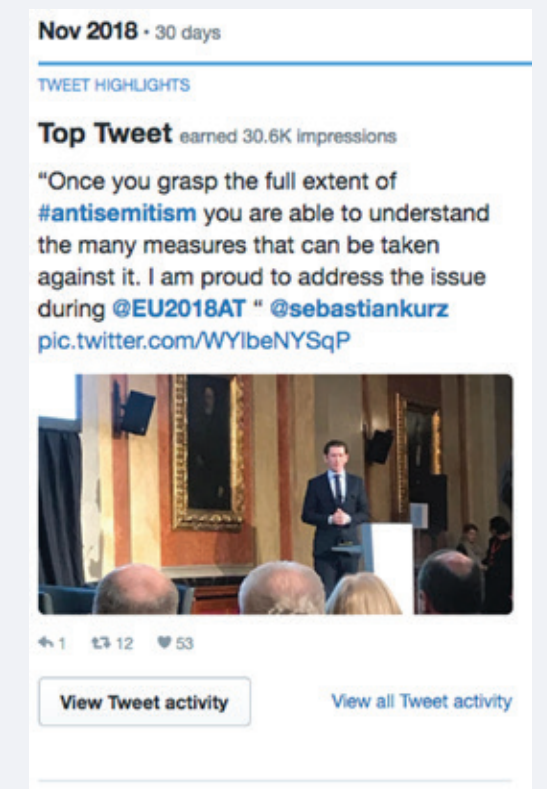 Nov 2018 · 30 days
TWEET HIGHLIGHTS
Top Tweet earned 30.6K impressions
“Once you grasp the full extent of
#antisemitism you are able to understand
the many measures that can be taken
against it. I am proud to address the issue
during @EU2018AT “ @sebastiankurz
pic.twitter.com/WYlbeNYSqP
1 12 53
View Tweet activity
View all Tweet activity